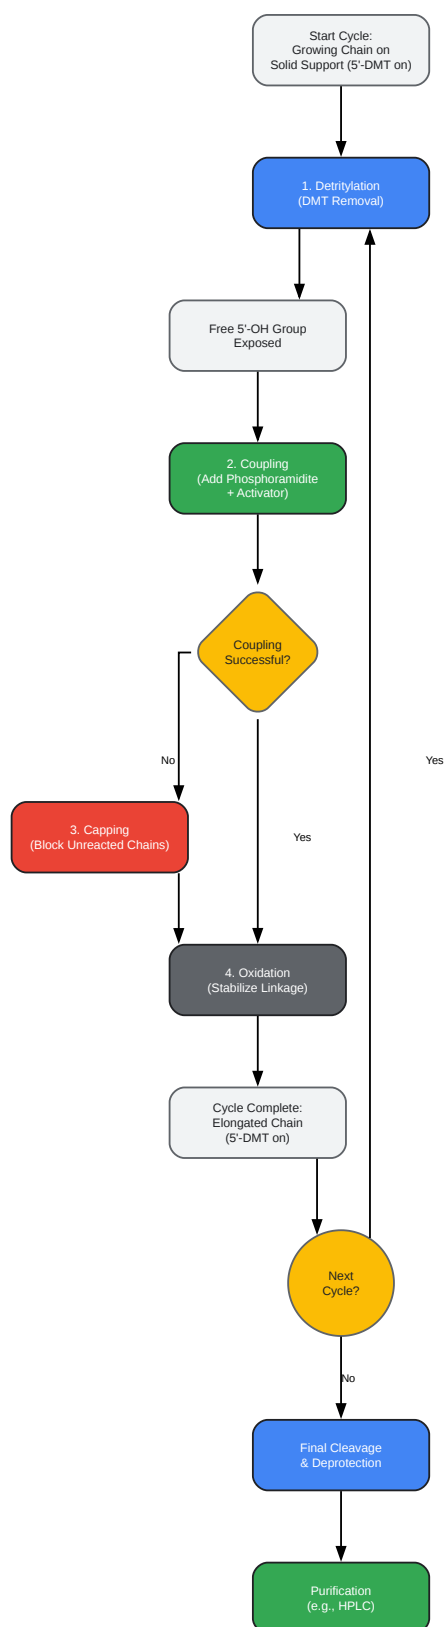 Start Cycle:
Growing Chain on
Solid Support (5'-DMT on)
1. Detritylation
(DMT Removal)
Free 5'-OH Group
Exposed
2. Coupling
(Add Phosphoramidite
+ Activator)
Coupling
Successful?
No
Yes
3. Capping
(Block Unreacted Chains)
Yes
4. Oxidation
(Stabilize Linkage)
Cycle Complete:
Elongated Chain
(5'-DMT on)
Next
Cycle?
No
Final Cleavage
& Deprotection
Purification
(e.g., HPLC)